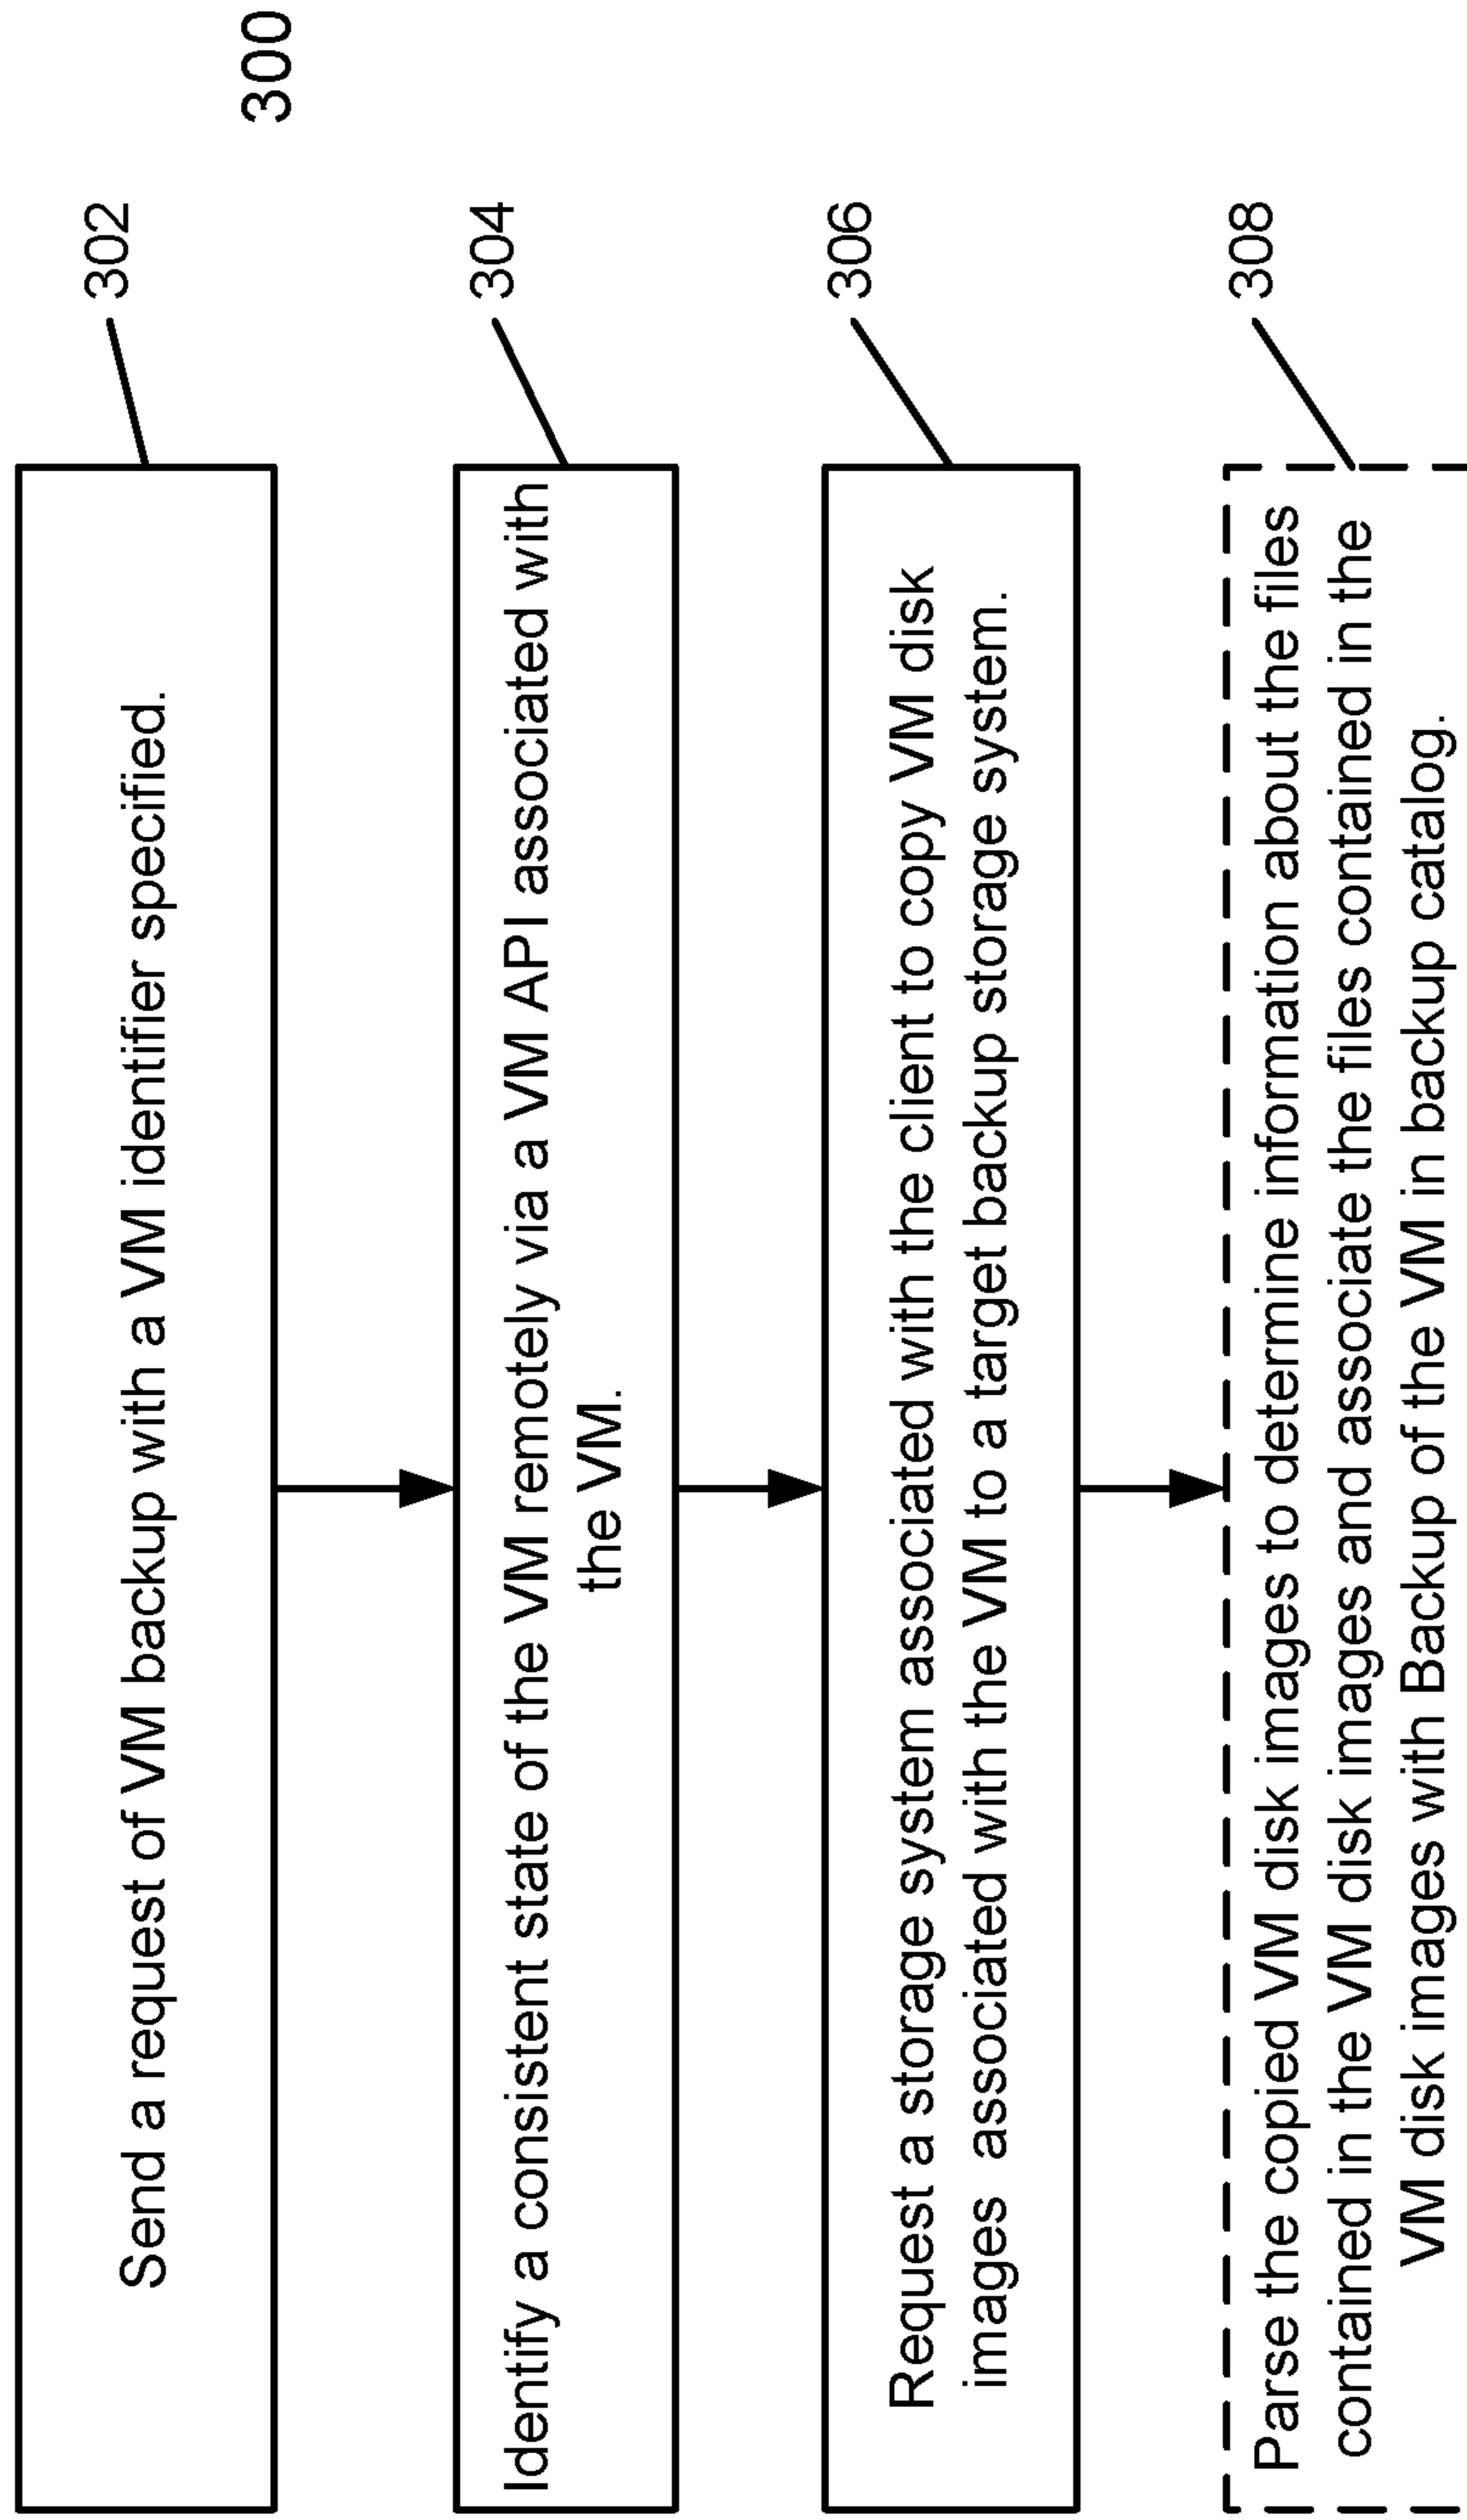 300
302
Send a request of VM backup with a VM identifier specified.
304
Identify a consistent state of the VM remotely via a VM API associated with
the VM.
306
Request a storage system associated with the client to copy VM disk
images associated with the VM to a target backup storage system.
308
Parse the copied VM disk images to determine information about the files
contained in the VM disk images and associate the files contained in the
VM disk images with Backup of the VM in backup catalog.